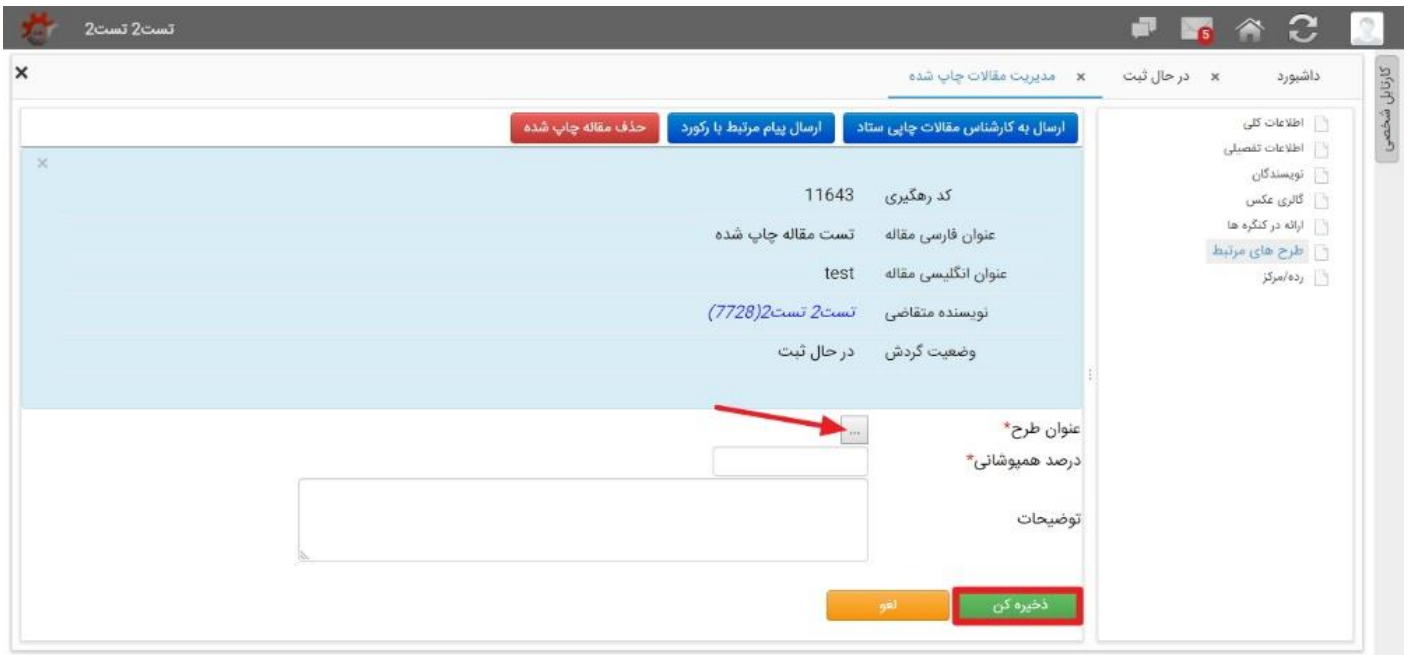 تست2 تست2
5
کارتابل شخصی
داشبورد
× در حال ثبت
× مدیریت مقالات چاپ شده
×
اطلاعات کلی
اطلاعات تفصیلی
نویسندگان
گالری عکس
ارائه در کنگره ها
طرح های مرتبط
رده/مرکز
ارسال به کارشناس مقالات چاپی ستاد ارسال پیام مرتبط با رکورد حذف مقاله چاپ شده
×
کد رهگیری 11643
عنوان فارسی مقاله تست مقاله چاپ شده
عنوان انگلیسی مقاله test
نویسنده متقاضی تست2 تست2(7728)
وضعیت گردش در حال ثبت
عنوان طرح* ...
درصد همپوشانی*
توضیحات
ذخیره کن لغو